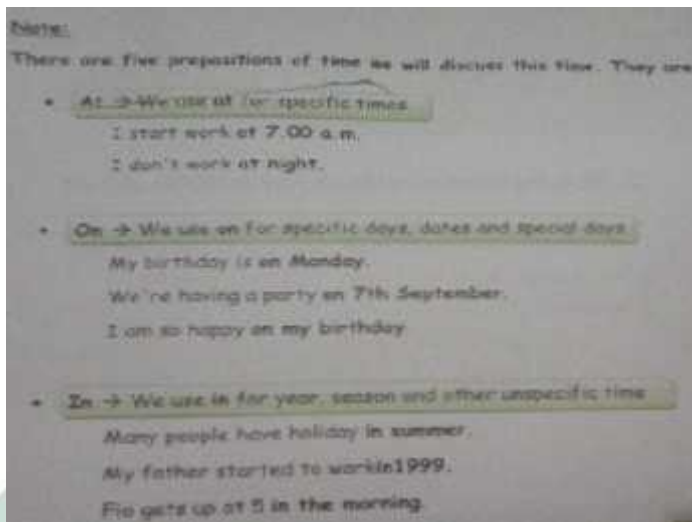 Note:
There are five prepositions of time we will discuss this time. They are
• At → We use at for specific times
I start work at 7.00 a.m.
I don't work at night.
• On → We use on for specific days, dates and special days
My birthday is on Monday.
We're having a party on 7th September.
I am so happy on my birthday
• In → We use in for year, season and other unspecific time
Many people have holiday in summer.
My father started to workin1999.
Fio gets up at 5 in the morning.